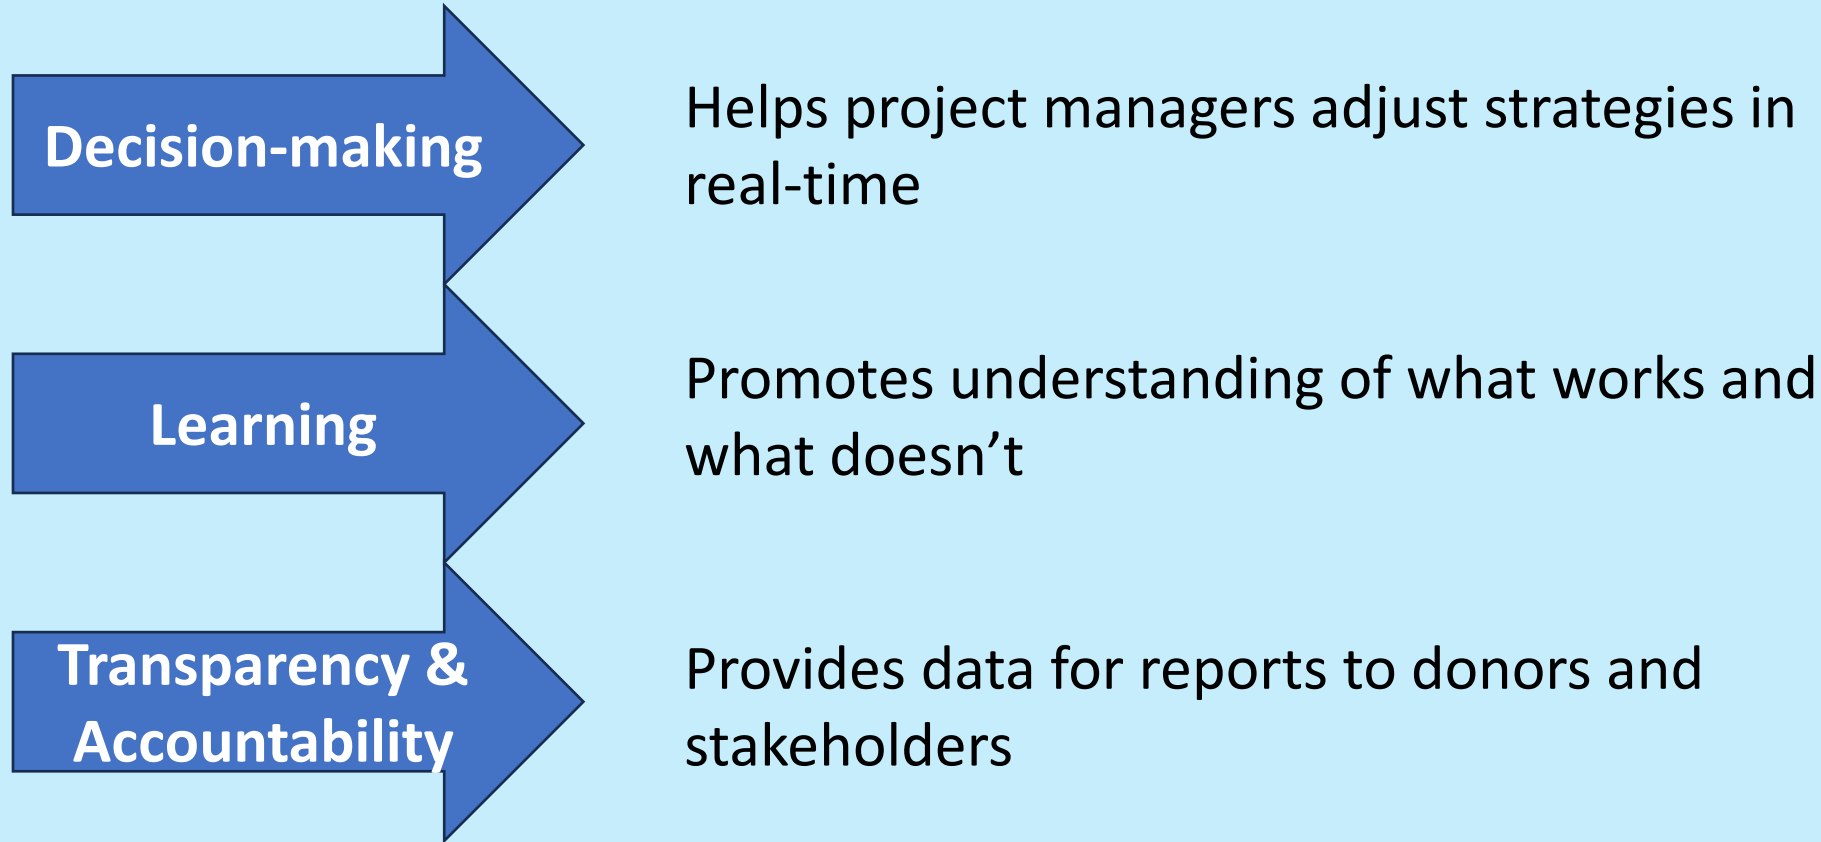 Decision-making
Helps project managers adjust strategies in
real-time
Learning
Promotes understanding of what works and
what doesn’t
Transparency &
Accountability
Provides data for reports to donors and
stakeholders